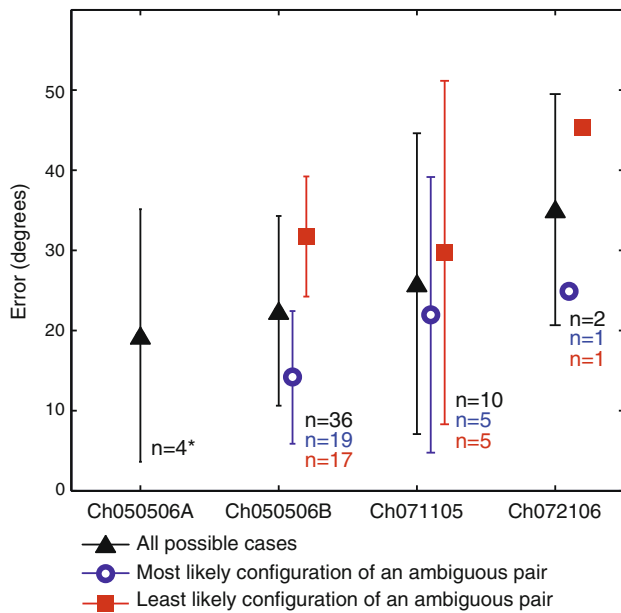 50
40
30
20
10
0
Error (degrees)
n=4*
n=36
n=19
n=17
n=10
n=5
n=5
n=2
n=1
n=1
Ch050506A Ch050506B Ch071105 Ch072106
All possible cases
Most likely configuration of an ambiguous pair
Least likely configuration of an ambiguous pair